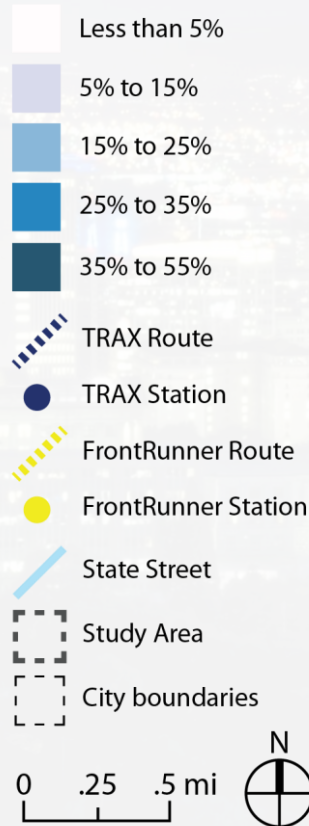 Less than 5%
5% to 15%
15% to 25%
25% to 35%
35% to 55%
TRAX Route
TRAX Station
FrontRunner Route
FrontRunner Station
State Street
Study Area
City boundaries
N
0 .25 .5 mi